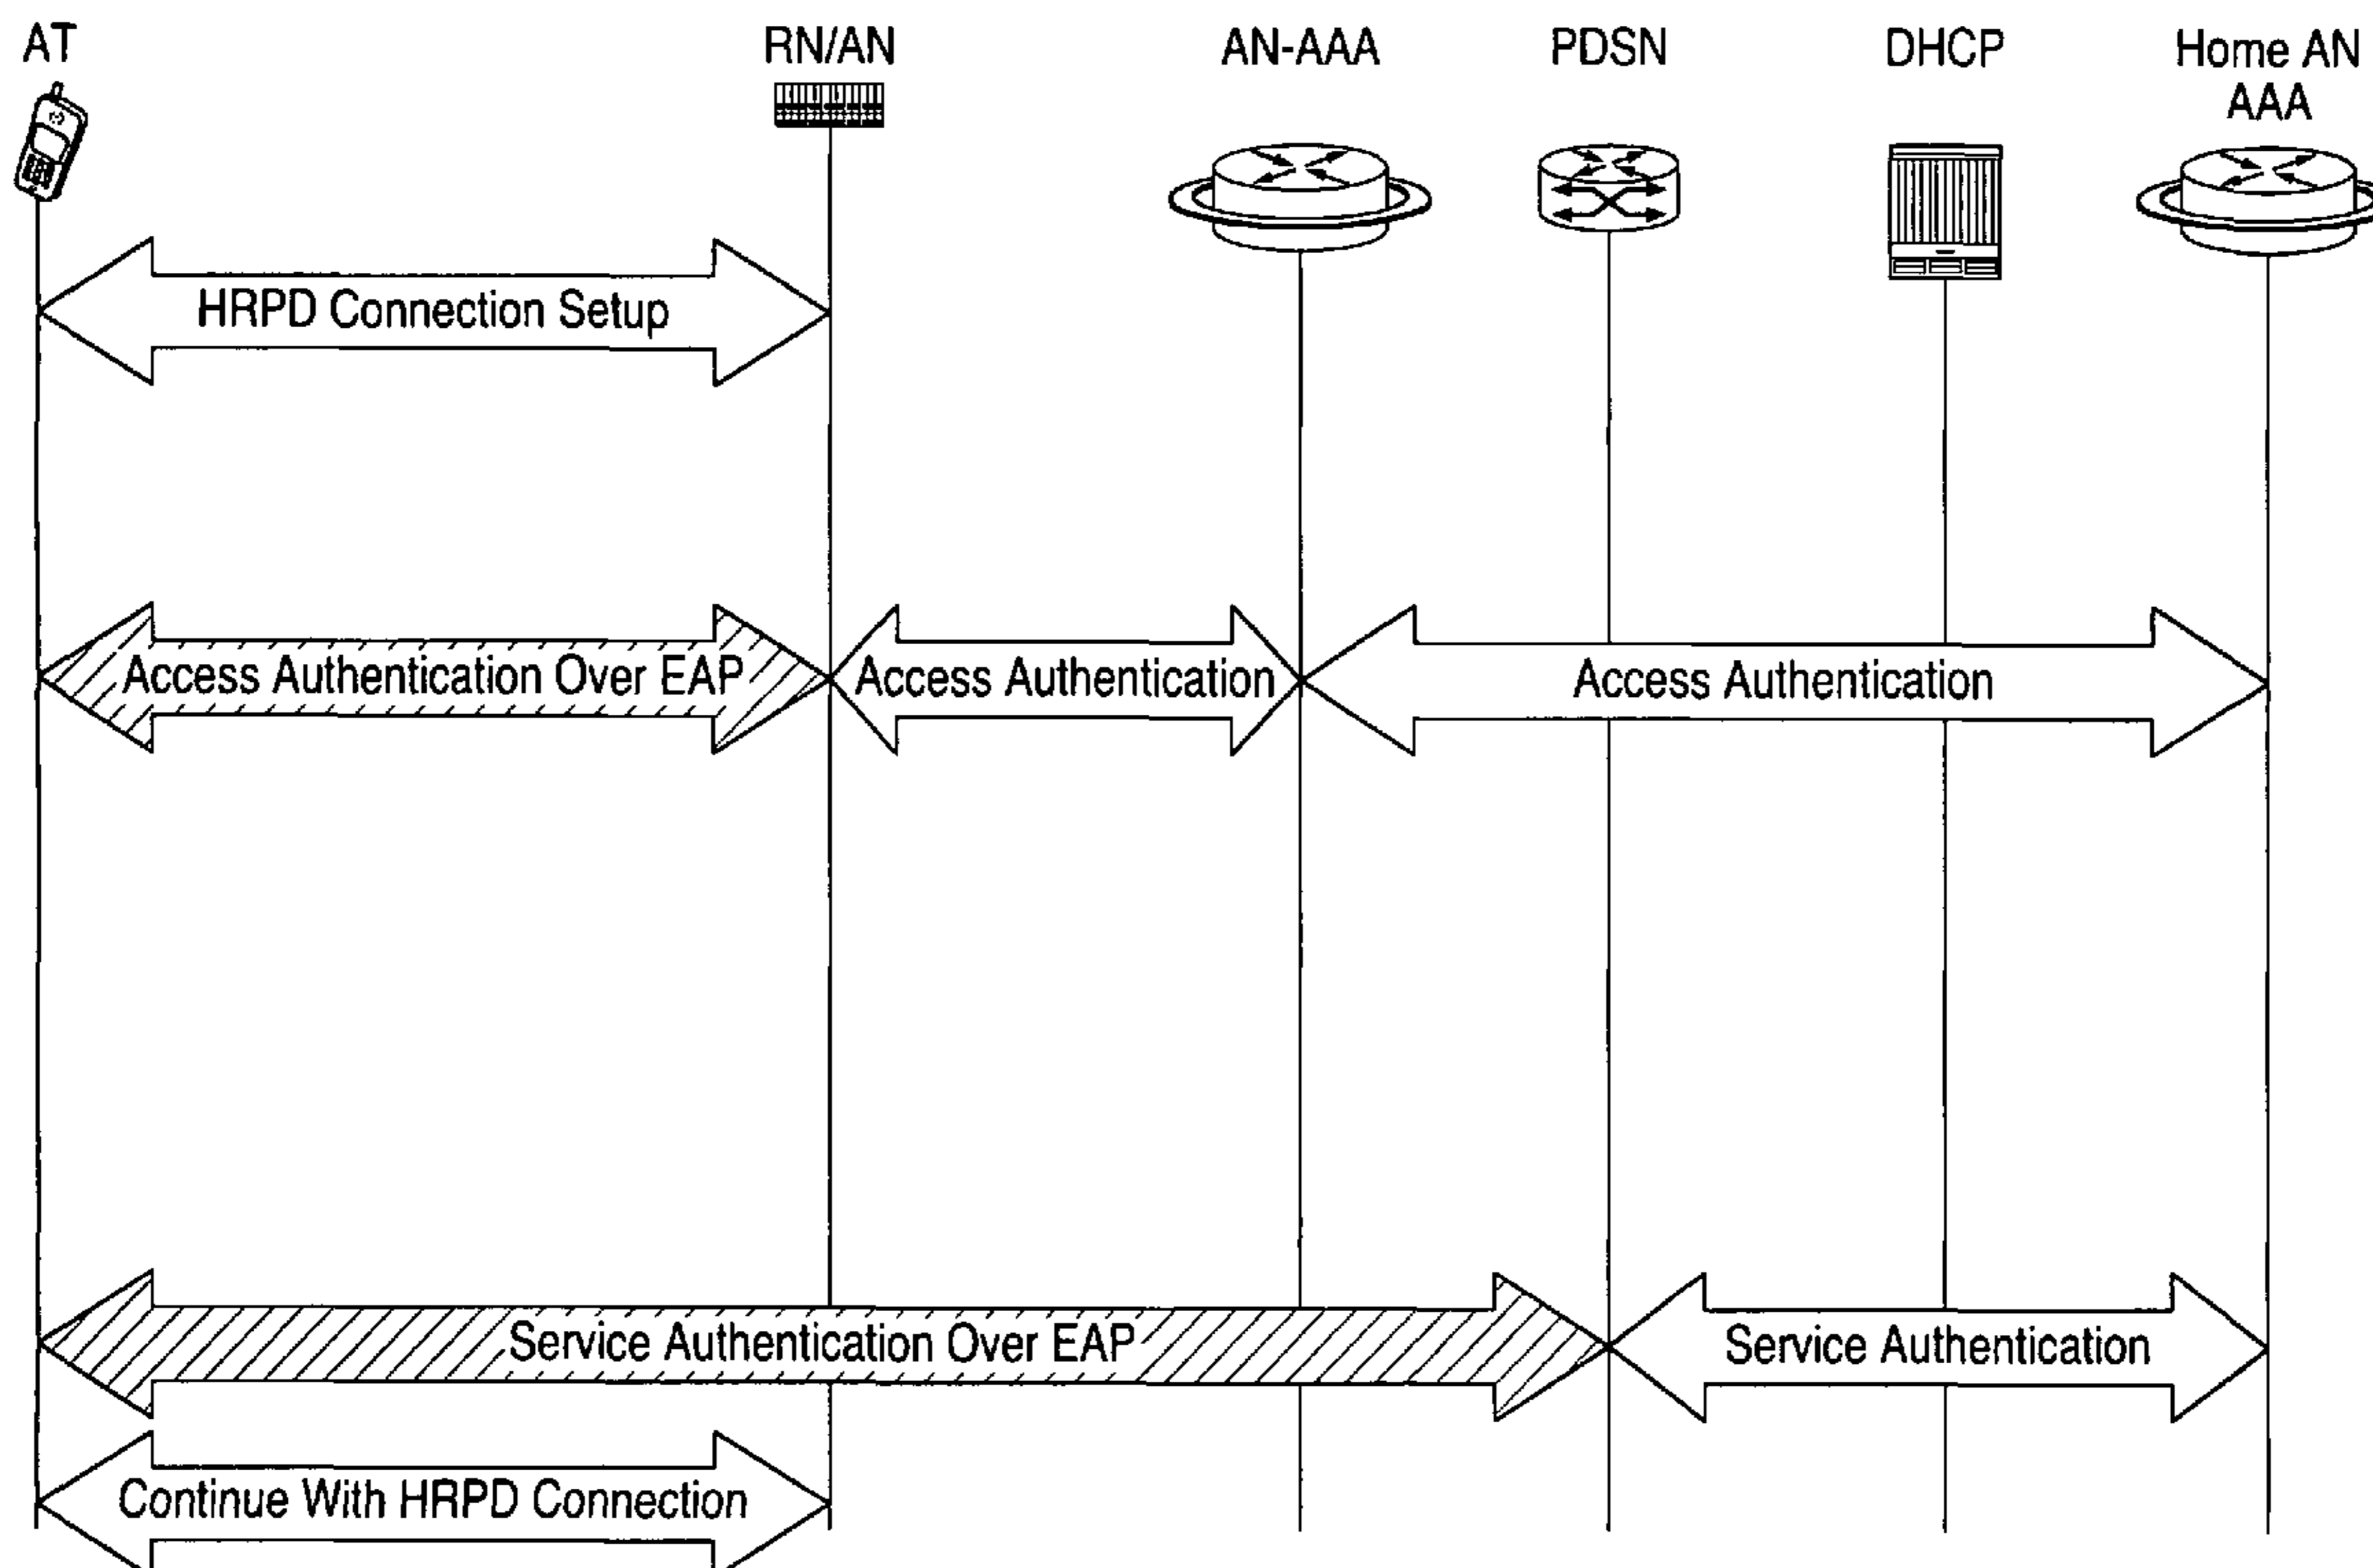 AT
RN/AN
AN-AAA
PDSN
DHCP
Home AN
AAA
HRPD Connection Setup
Access Authentication Over EAP
Access Authentication
Access Authentication
Service Authentication Over EAP
Service Authentication
Continue With HRPD Connection